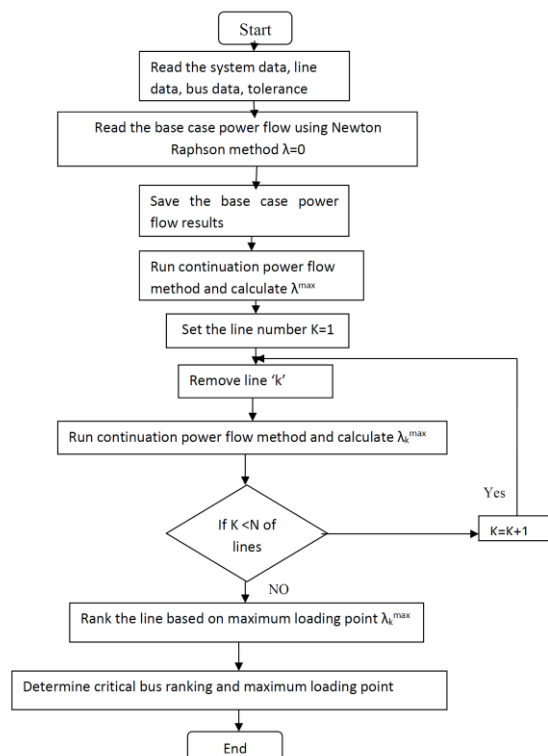 Start
Read the system data, line
data, bus data, tolerance
Read the base case power flow using Newton
Raphson method λ=0
Save the base case power
flow results
Run continuation power flow
method and calculate λᵐᵃˣ
Set the line number K=1
Remove line ‘k’
Run continuation power flow method and calculate λₖᵐᵃˣ
If K <N of
lines
Yes
K=K+1
NO
Rank the line based on maximum loading point λₖᵐᵃˣ
Determine critical bus ranking and maximum loading point
End